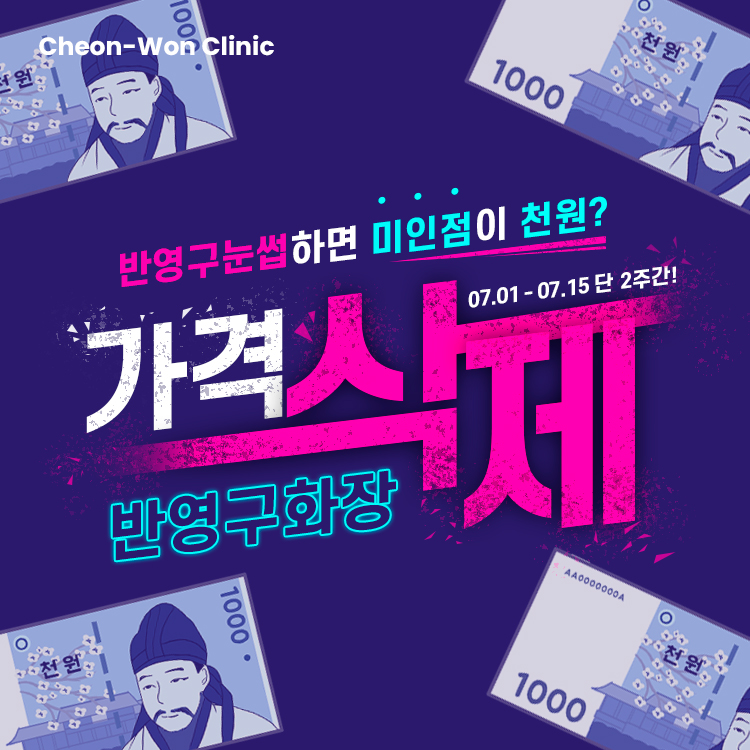 Cheon-Won Clinic
천원
1000
천원
1000
반영구눈썹하면 미인점이 천원?
07.01 - 07.15 단 2주간!
가격삭제
반영구화장
천원
1000
AA0000000A
천원
1000